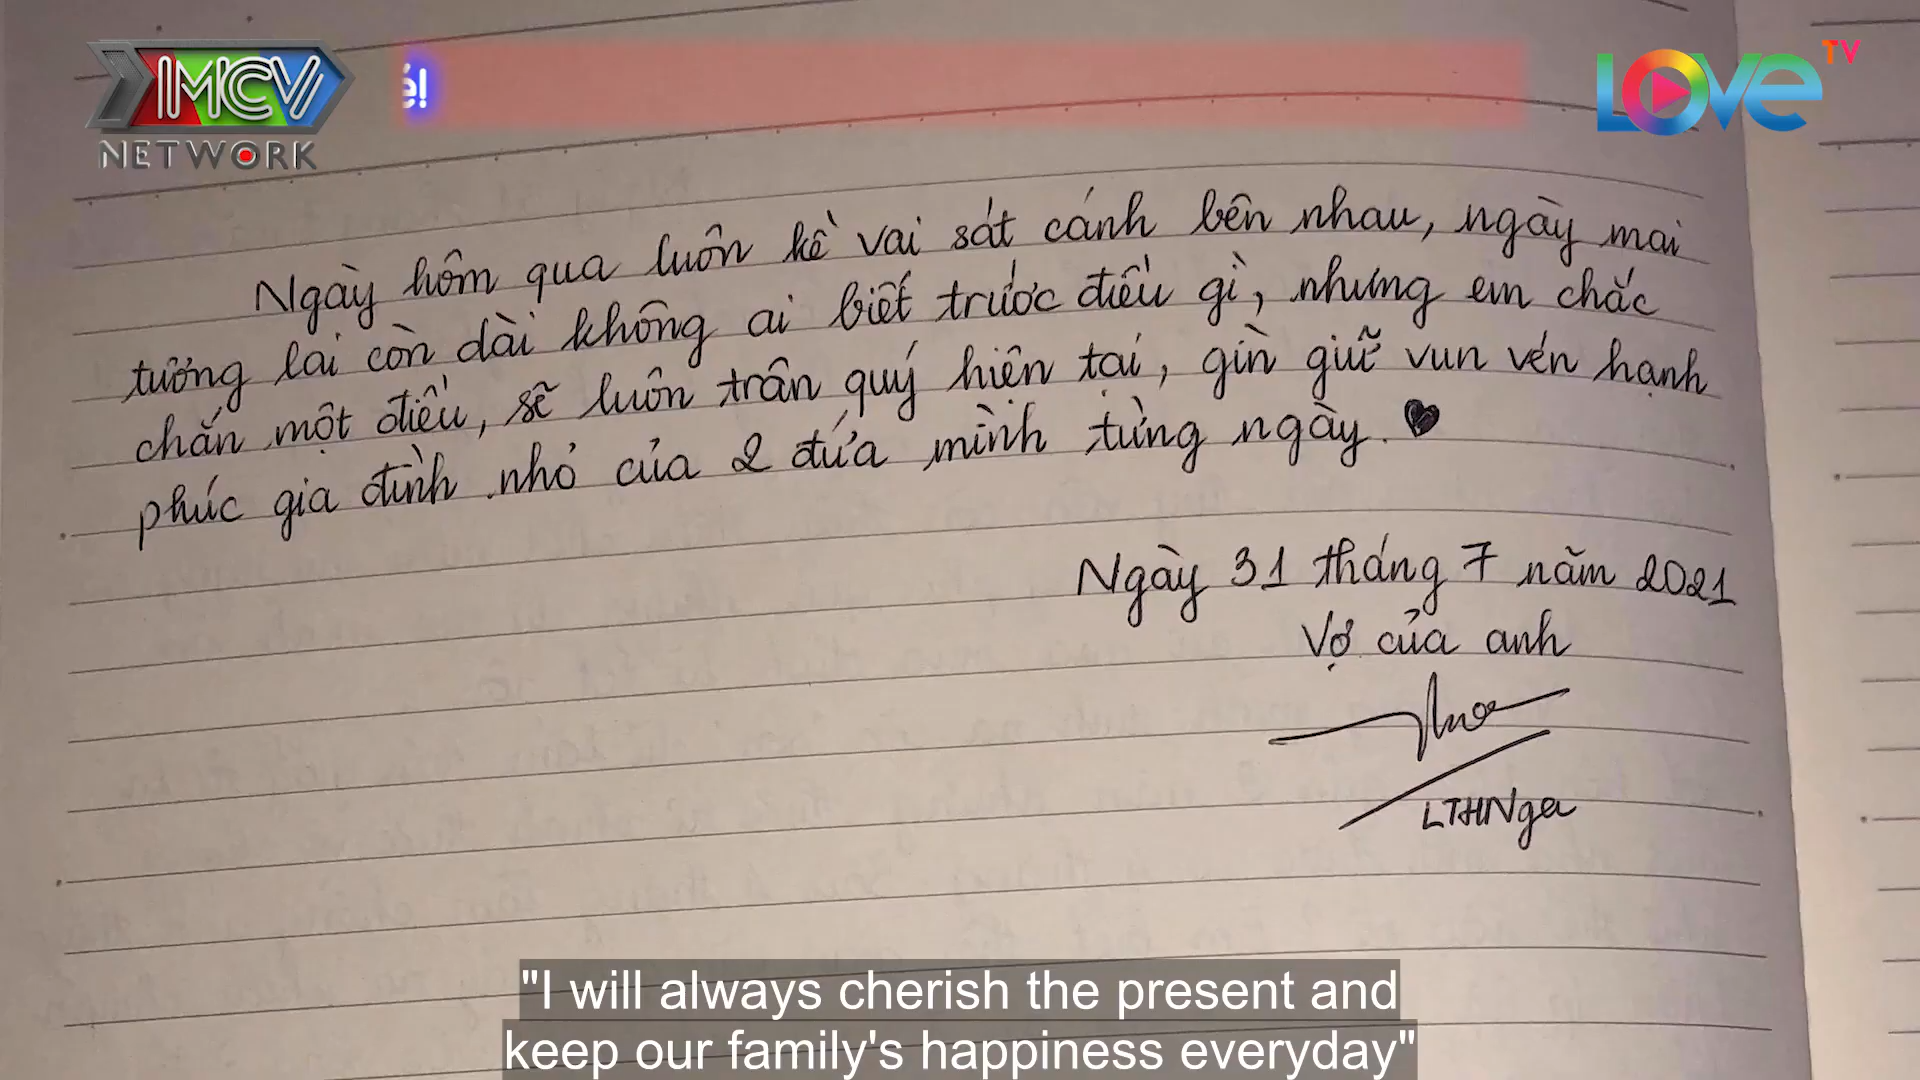 MCV
NETWORK
é!
LOVE TV
Ngày hôm qua luôn kề vai sát cánh bên nhau, ngày mai
tương lai còn dài không ai biết trước điều gì, nhưng em chắc
chắn một điều, sẽ luôn trân quý hiện tại, gìn giữ vun vén hạnh
phúc gia đình nhỏ của 2 đứa mình từng ngày.
Ngày 31 tháng 7 năm 2021
Vợ của anh
LTHNga
"I will always cherish the present and
keep our family's happiness everyday"